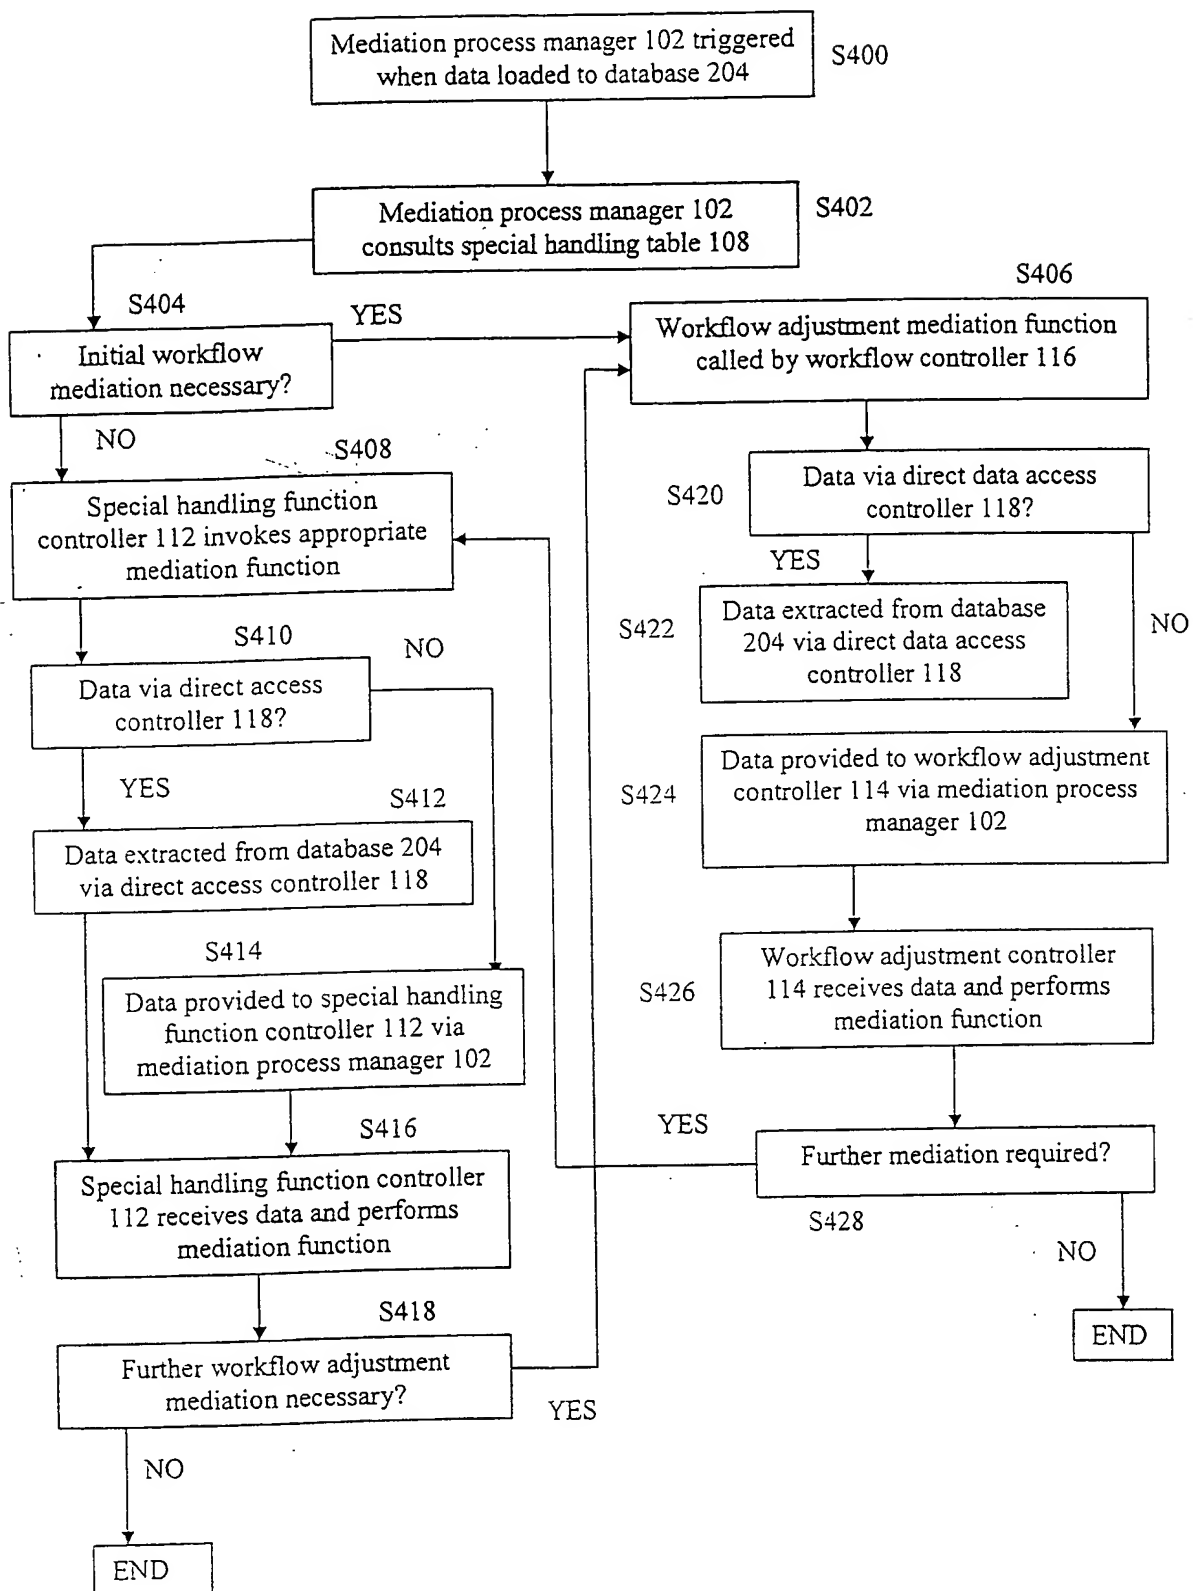 Mediation process manager 102 triggered
when data loaded to database 204
S400
Mediation process manager 102
consults special handling table 108
S402
S404
Initial workflow
mediation necessary?
YES
NO
S406
Workflow adjustment mediation function
called by workflow controller 116
S408
Special handling function
controller 112 invokes appropriate
mediation function
S420
Data via direct data access
controller 118?
YES
NO
S410
Data via direct access
controller 118?
NO
YES
S422
Data extracted from database
204 via direct data access
controller 118
S412
Data extracted from database 204
via direct access controller 118
S424
Data provided to workflow adjustment
controller 114 via mediation process
manager 102
S414
Data provided to special handling
function controller 112 via
mediation process manager 102
S426
Workflow adjustment controller
114 receives data and performs
mediation function
S416
Special handling function controller
112 receives data and performs
mediation function
YES
Further mediation required?
S428
NO
END
S418
Further workflow adjustment
mediation necessary?
YES
NO
END